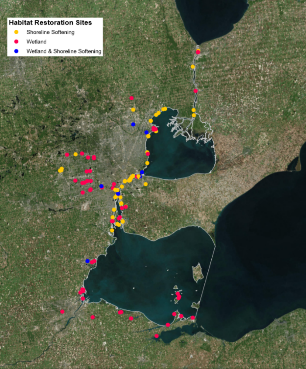 Habitat Restoration Sites
Shoreline Softening
Wetland
Wetland & Shoreline Softening